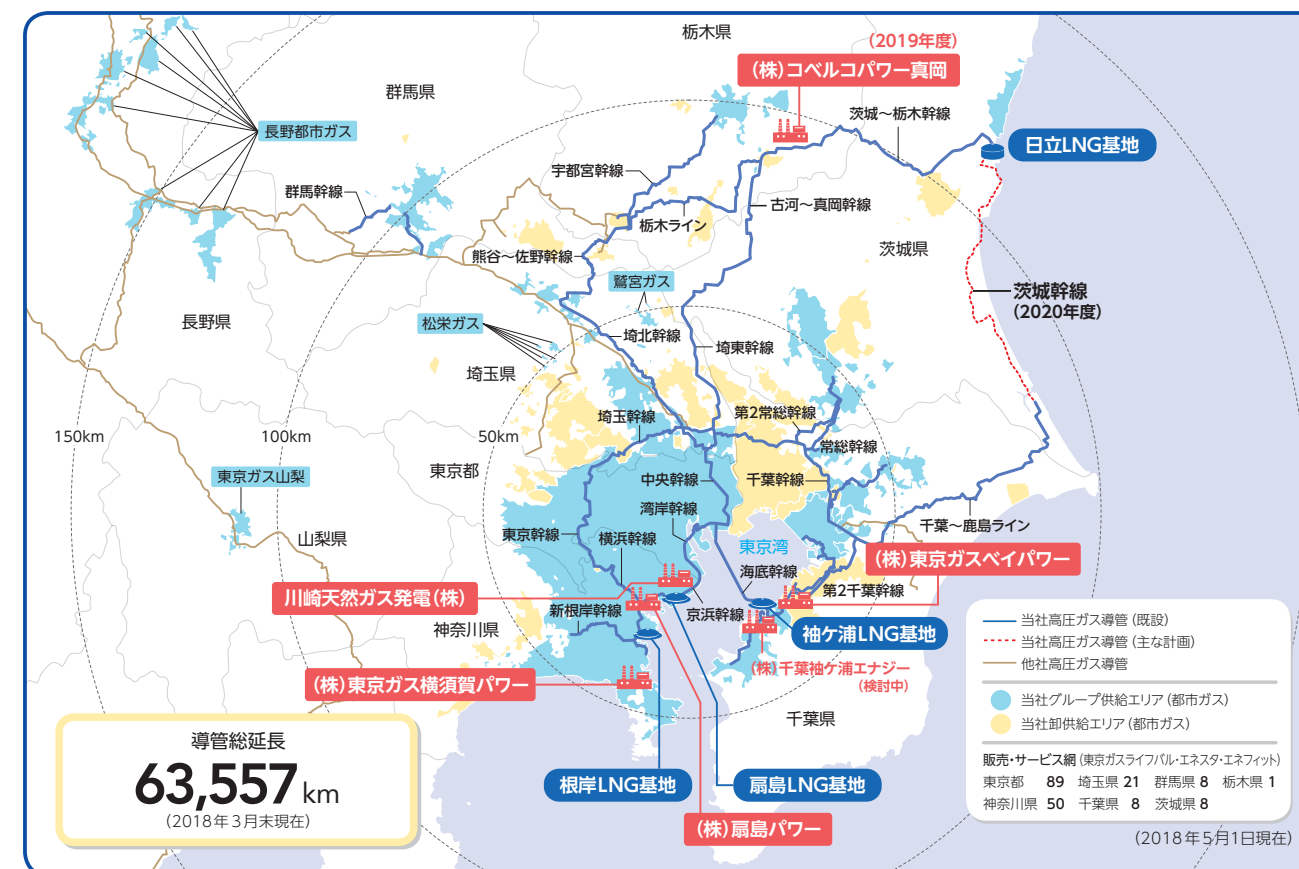 栃木県
(2019年度)
(株)コベルコパワー真岡
群馬県
茨城〜栃木幹線
長野都市ガス
日立LNG基地
宇都宮幹線
群馬幹線
古河〜真岡幹線
栃木ライン
茨城県
熊谷〜佐野幹線
鷲宮ガス
茨城幹線
(2020年度)
長野県
松栄ガス
埼北幹線
埼東幹線
埼玉県
第2常総幹線
埼玉幹線
150km
100km
50km
常総幹線
東京都
東京ガス山梨
中央幹線
千葉幹線
湾岸幹線
千葉〜鹿島ライン
山梨県
東京幹線
横浜幹線
東京湾
(株)東京ガスベイパワー
海底幹線
第2千葉幹線
川崎天然ガス発電(株)
新根岸幹線
京浜幹線
神奈川県
袖ケ浦LNG基地
(株)千葉袖ケ浦エナジー
(検討中)
(株)東京ガス横須賀パワー
千葉県
根岸LNG基地
扇島LNG基地
(株)扇島パワー
導管総延長
63,557 km
(2018年3月末現在)
当社高圧ガス導管(既設)
当社高圧ガス導管(主な計画)
他社高圧ガス導管
当社グループ供給エリア(都市ガス)
当社卸供給エリア(都市ガス)
販売・サービス網(東京ガスライフバル・エネスタ・エネフィット)
東京都 89 埼玉県 21 群馬県 8 栃木県 1
神奈川県 50 千葉県 8 茨城県 8
(2018年5月1日現在)